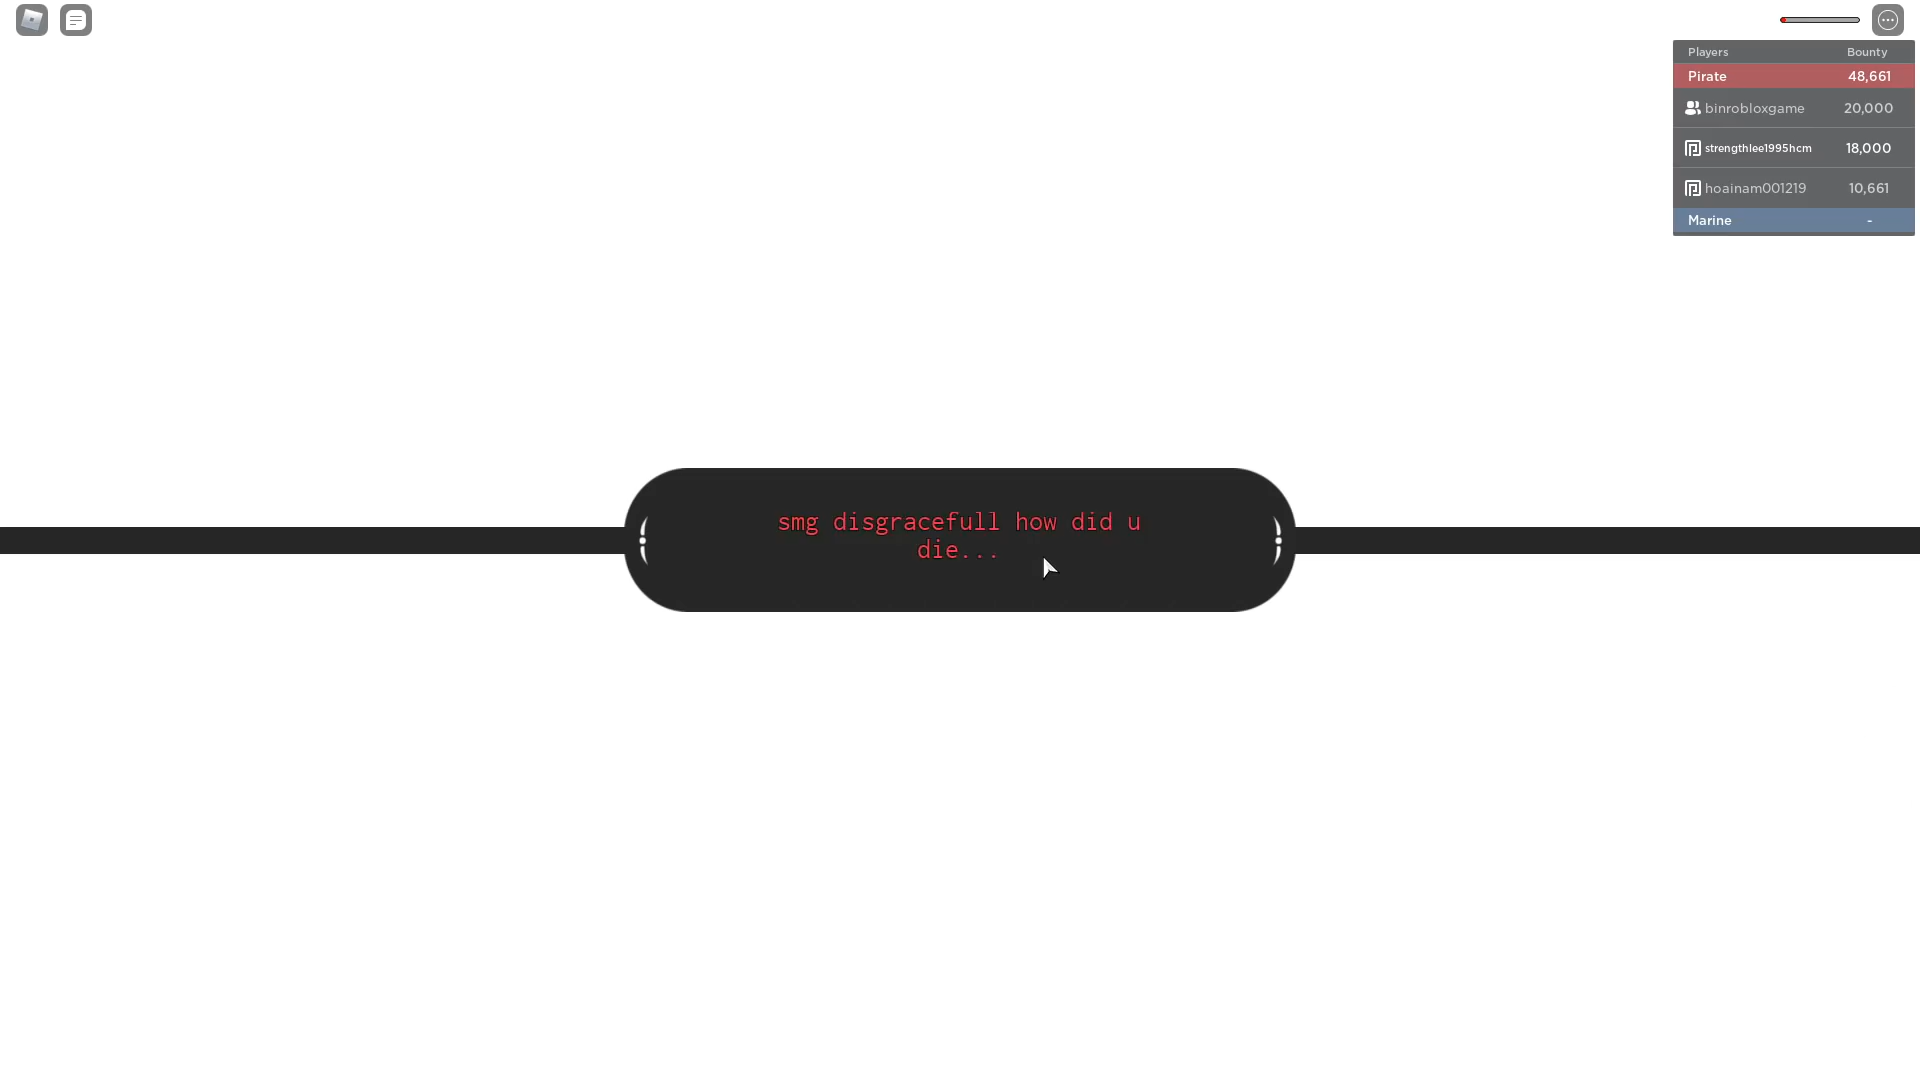 Players Bounty
Pirate 48,661
binrobloxgame 20,000
strengthlee1995hcm 18,000
hoainam001219 10,661
Marine -
smg disgracefull how did u
die...